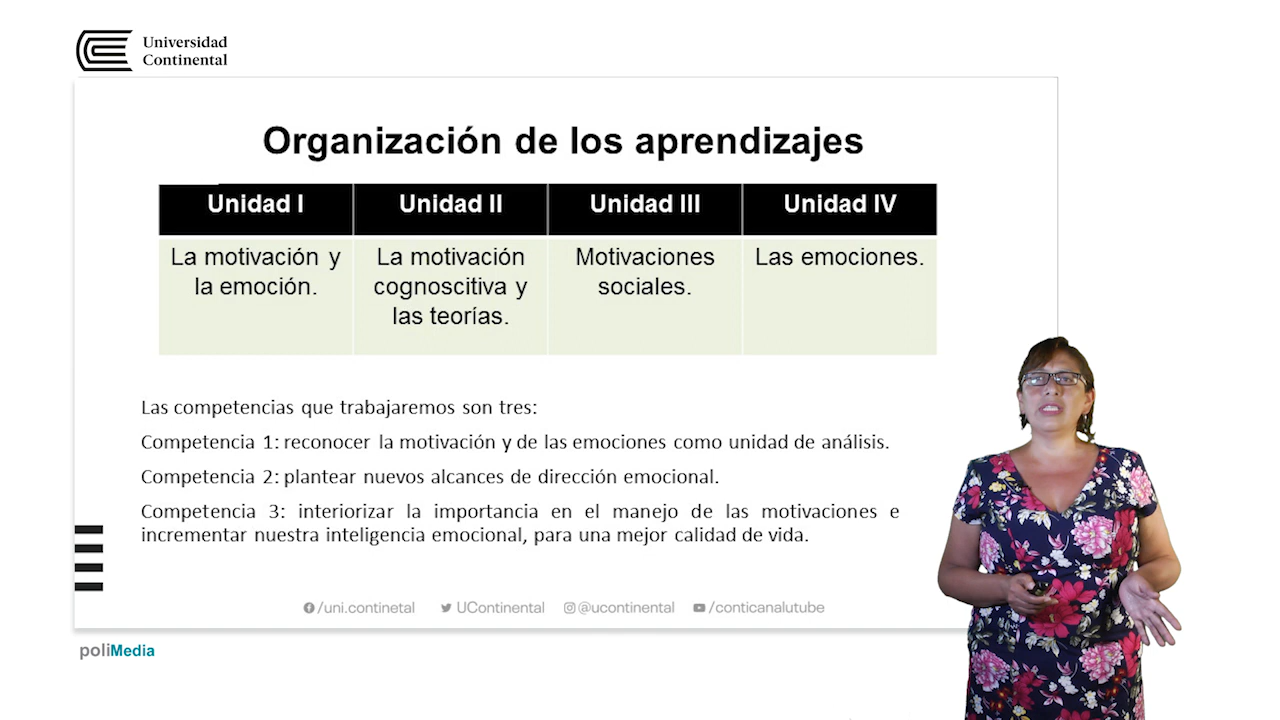 Universidad
Continental
Organización de los aprendizajes
Unidad I
Unidad II
Unidad III
Unidad IV
La motivación y
la emoción.
La motivación
cognoscitiva y
las teorías.
Motivaciones
sociales.
Las emociones.
Las competencias que trabajaremos son tres:
Competencia 1: reconocer la motivación y de las emociones como unidad de análisis.
Competencia 2: plantear nuevos alcances de dirección emocional.
Competencia 3: interiorizar la importancia en el manejo de las motivaciones e
incrementar nuestra inteligencia emocional, para una mejor calidad de vida.
/uni.continetal UContinental @ucontinental /conticanalutube
poliMedia